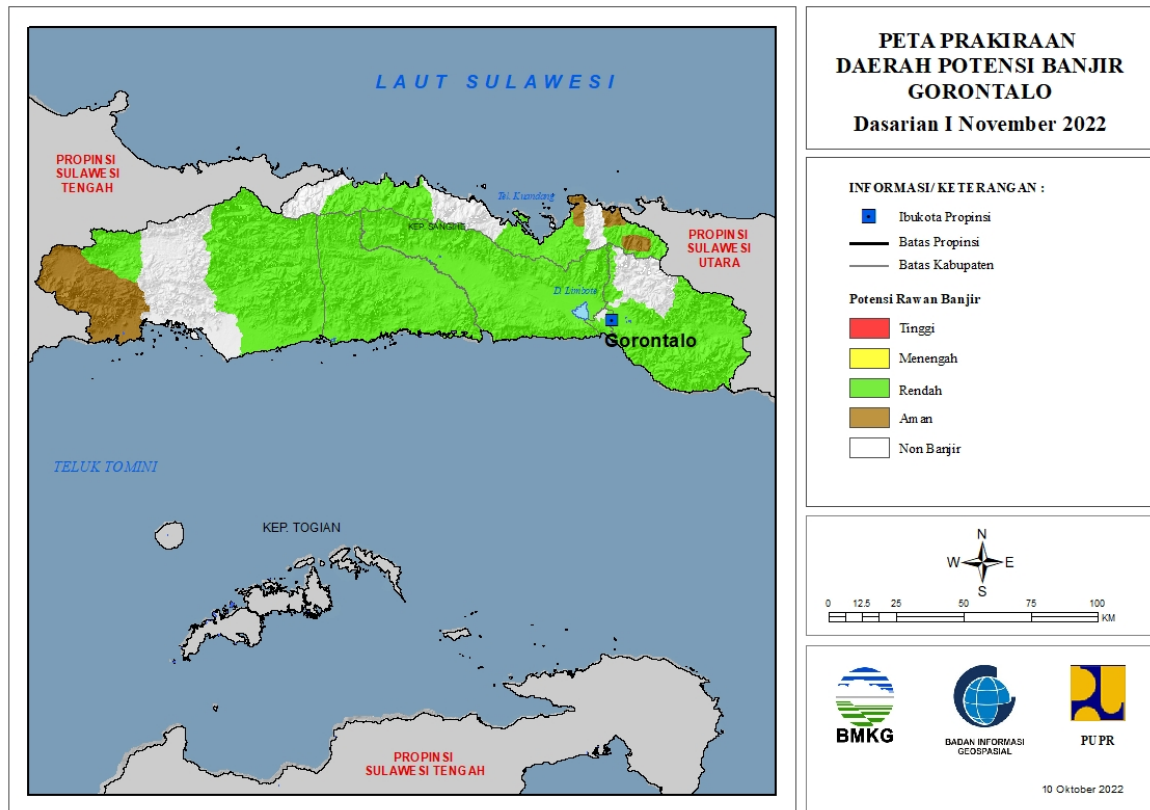 LAUT SULAWESI
PROPINSI
SULAWESI
TENGAH
Tel. Kuandang
KEP. SANGIHE
PROPINSI
SULAWESI
UTARA
D. Limboto
Gorontalo
TELUK TOMINI
KEP. TOGIAN
PROPINSI
SULAWESI TENGAH
PETA PRAKIRAAN
DAERAH POTENSI BANJIR
GORONTALO
Dasarian I November 2022
INFORMASI/ KETERANGAN :
Ibukota Propinsi
Batas Propinsi
Batas Kabupaten
Potensi Rawan Banjir
Tinggi
Menengah
Rendah
Aman
Non Banjir
N
W E
S
0 12.5 25 50 75 100
KM
BMKG
BADAN INFORMASI
GEOSPASIAL
PUPR
10 Oktober 2022